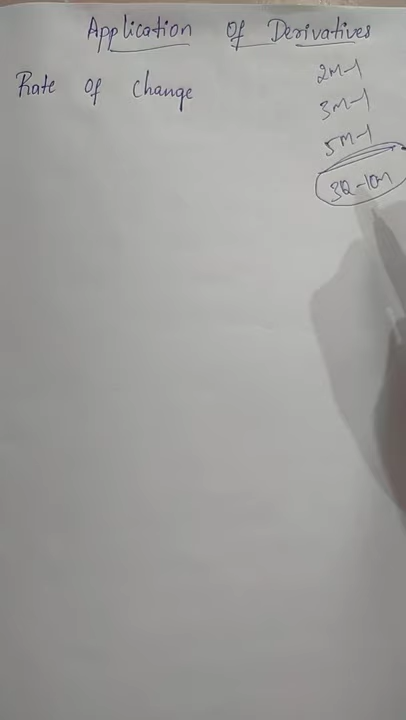 Application Of Derivatives
Rate of change
2M-1
3M-1
5M-1
3Q-10M